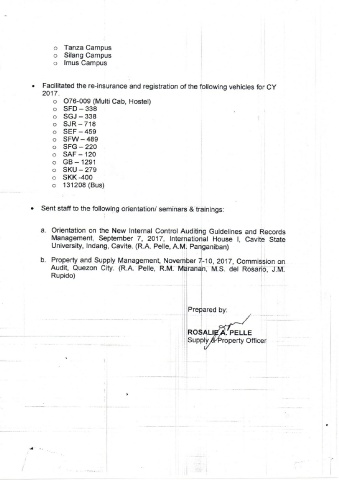 o Tanza Campus
o Silang Campus
o Imus Campus
• Facilitated the re-insurance and registration of the following vehicles for CY
2017.
o O76-009 (Multi Cab, Hostel)
o SFD – 338
o SGJ – 338
o SJR – 718
o SEF – 459
o SFW – 489
o SFG – 220
o SAF – 120
o GB – 1291
o SKU – 279
o SKK -400
o 131208 (Bus)
• Sent staff to the following orientation/ seminars & trainings:
a. Orientation on the New Internal Control Auditing Guidelines and Records
Management, September 7, 2017, International House I, Cavite State
University, Indang, Cavite. (R.A. Pelle, A.M. Panganiban)
b. Property and Supply Management, November 7-10, 2017, Commission on
Audit, Quezon City. (R.A. Pelle, R.M. Maranan, M.S. del Rosario, J.M.
Rupido)
Prepared by:
ROSALIE A. PELLE
Supply & Property Officer